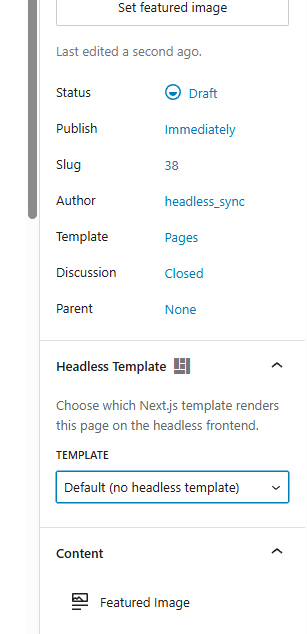 Set featured image
Last edited a second ago.
Status Draft
Publish Immediately
Slug 38
Author headless_sync
Template Pages
Discussion Closed
Parent None
Headless Template
Choose which Next.js template renders
this page on the headless frontend.
TEMPLATE
Default (no headless template)
Content
Featured Image